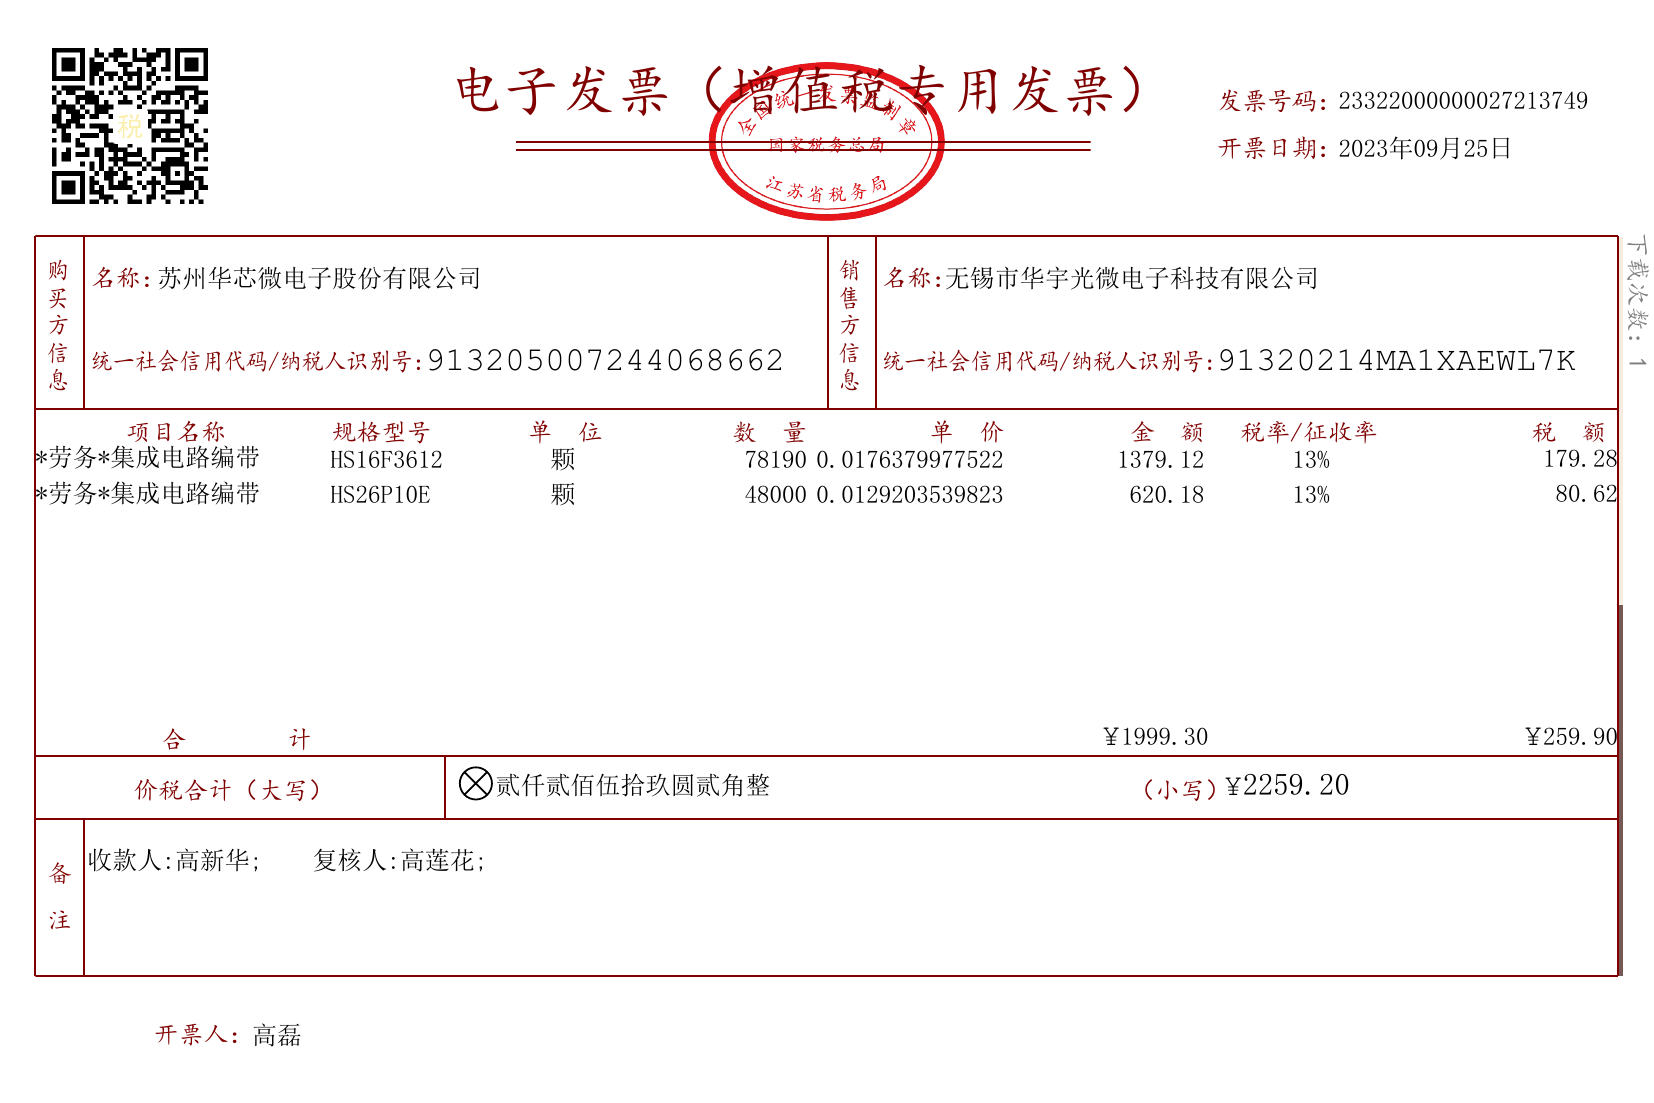 电子发票（增值税专用发票）
全国统一发票监制章
国家税务总局
江苏省税务局
税
发票号码：23322000000027213749
开票日期：2023年09月25日
下载次数：1
购买方信息
名称：苏州华芯微电子股份有限公司
统一社会信用代码/纳税人识别号：913205007244068662
销售方信息
名称：无锡市华宇光微电子科技有限公司
统一社会信用代码/纳税人识别号：91320214MA1XAEWL7K
项目名称 规格型号 单 位 数 量 单 价 金 额 税率/征收率 税 额
*劳务*集成电路编带 HS16F3612 颗 78190 0.0176379977522 1379.12 13% 179.28
*劳务*集成电路编带 HS26P10E 颗 48000 0.0129203539823 620.18 13% 80.62
合 计 ¥1999.30 ¥259.90
价税合计（大写） 贰仟贰佰伍拾玖圆贰角整 （小写）¥2259.20
备注
收款人:高新华; 复核人:高莲花;
开票人：高磊